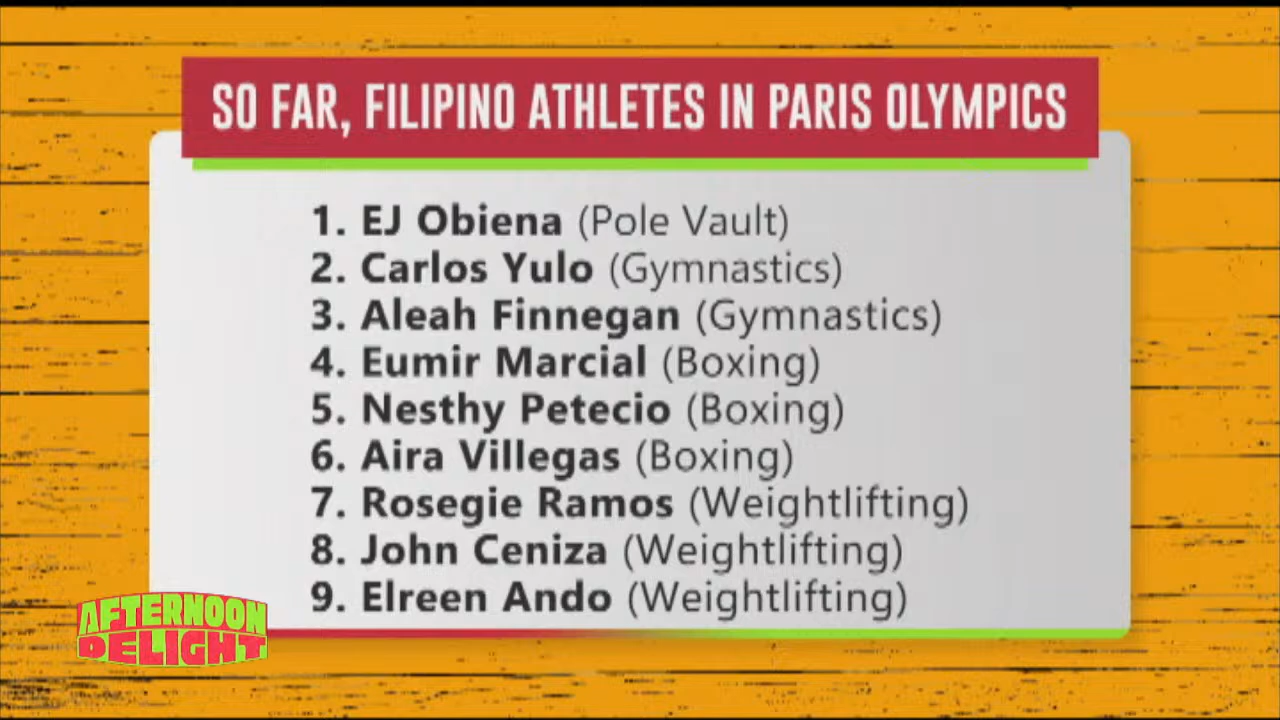 SO FAR, FILIPINO ATHLETES IN PARIS OLYMPICS
1. EJ Obiena (Pole Vault)
2. Carlos Yulo (Gymnastics)
3. Aleah Finnegan (Gymnastics)
4. Eumir Marcial (Boxing)
5. Nesthy Petecio (Boxing)
6. Aira Villegas (Boxing)
7. Rosegie Ramos (Weightlifting)
8. John Ceniza (Weightlifting)
9. Elreen Ando (Weightlifting)
AFTERNOON
DELIGHT